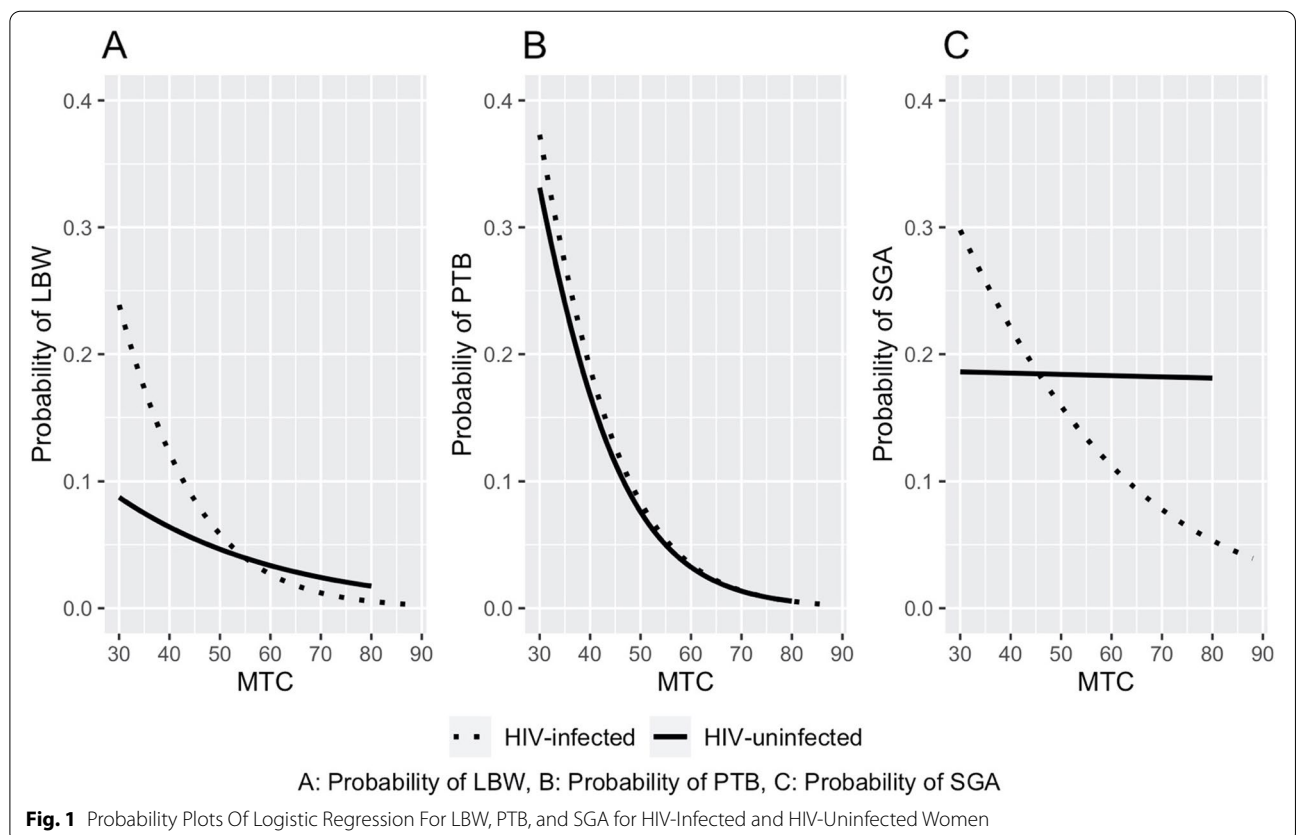 A
B
C
0.4
0.3
0.2
0.1
0.0
Probability of LBW
30 40 50 60 70 80 90
MTC
0.4
0.3
0.2
0.1
0.0
Probabiliy of PTB
30 40 50 60 70 80 90
MTC
0.4
0.3
0.2
0.1
0.0
Probability of SGA
30 40 50 60 70 80 90
MTC
HIV-infected HIV-uninfected
A: Probability of LBW, B: Probability of PTB, C: Probability of SGA
Fig. 1 Probability Plots Of Logistic Regression For LBW, PTB, and SGA for HIV-Infected and HIV-Uninfected Women